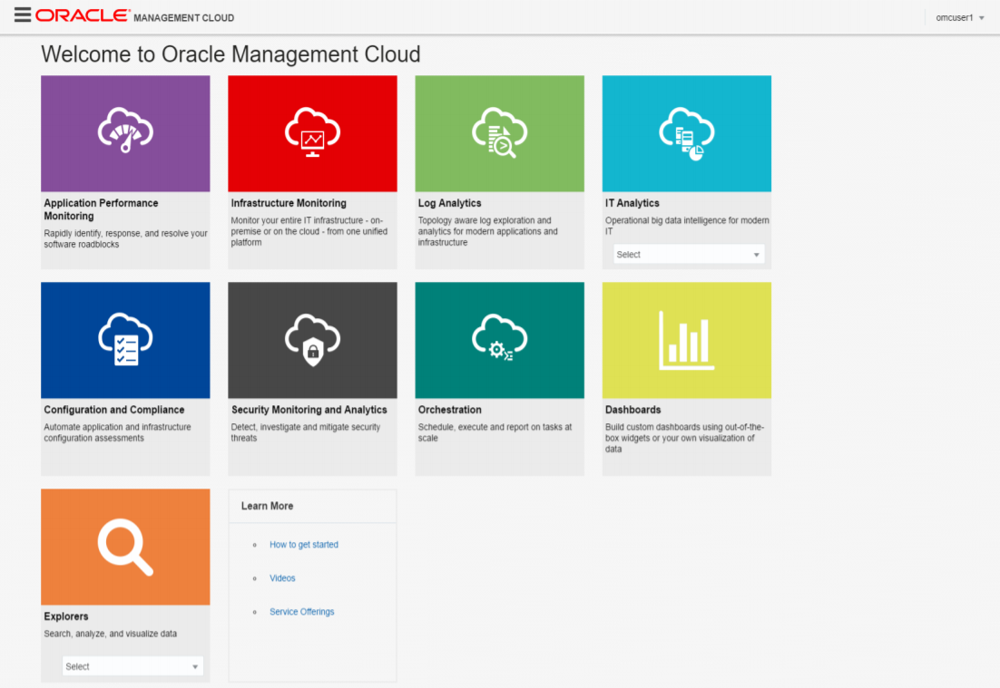 ORACLE MANAGEMENT CLOUD
omcuser1
Welcome to Oracle Management Cloud
Application Performance
Monitoring
Rapidly identify, response, and resolve your
software roadblocks
Infrastructure Monitoring
Monitor your entire IT infrastructure - on-
premise or on the cloud - from one unified
platform
Log Analytics
Topology aware log exploration and
analytics for modern applications and
infrastructure
IT Analytics
Operational big data intelligence for modern
IT
Select
Configuration and Compliance
Automate application and infrastructure
configuration assessments
Security Monitoring and Analytics
Detect, investigate and mitigate security
threats
Orchestration
Schedule, execute and report on tasks at
scale
Dashboards
Build custom dashboards using out-of-the-
box widgets or your own visualization of
data
Explorers
Search, analyze, and visualize data
Select
Learn More
How to get started
Videos
Service Offerings